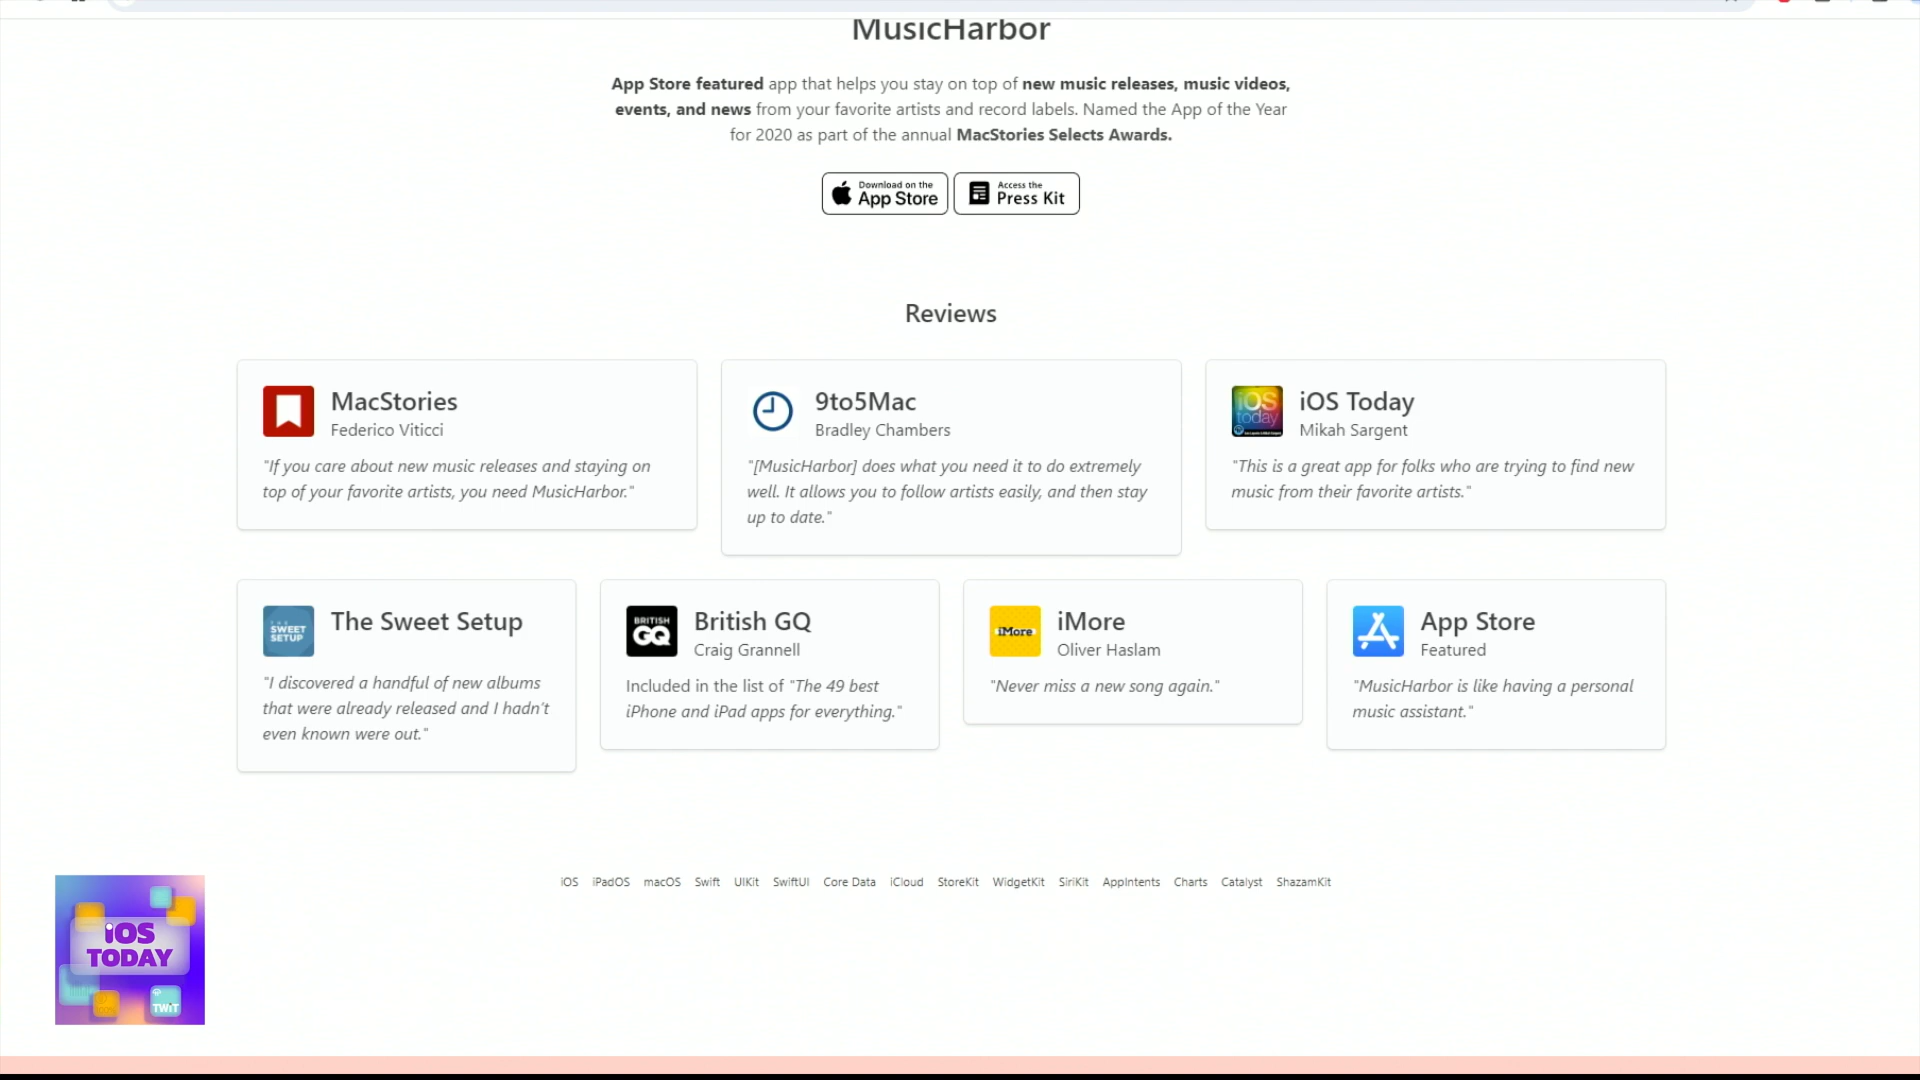 MusicHarbor
App Store featured app that helps you stay on top of new music releases, music videos,
events, and news from your favorite artists and record labels. Named the App of the Year
for 2020 as part of the annual MacStories Selects Awards.
Download on the
App Store
Access the
Press Kit
Reviews
MacStories
Federico Viticci
"If you care about new music releases and staying on
top of your favorite artists, you need MusicHarbor."
9to5Mac
Bradley Chambers
"[MusicHarbor] does what you need it to do extremely
well. It allows you to follow artists easily, and then stay
up to date."
iOS
today
iOS Today
Mikah Sargent
"This is a great app for folks who are trying to find new
music from their favorite artists."
THE
SWEET
SETUP
The Sweet Setup
"I discovered a handful of new albums
that were already released and I hadn't
even known were out."
BRITISH
GQ
British GQ
Craig Grannell
Included in the list of "The 49 best
iPhone and iPad apps for everything."
iMore
iMore
Oliver Haslam
"Never miss a new song again."
App Store
Featured
"MusicHarbor is like having a personal
music assistant."
iOS iPadOS macOS Swift UIKit SwiftUI Core Data iCloud StoreKit WidgetKit SiriKit AppIntents Charts Catalyst ShazamKit
iOS
TODAY
TWiT